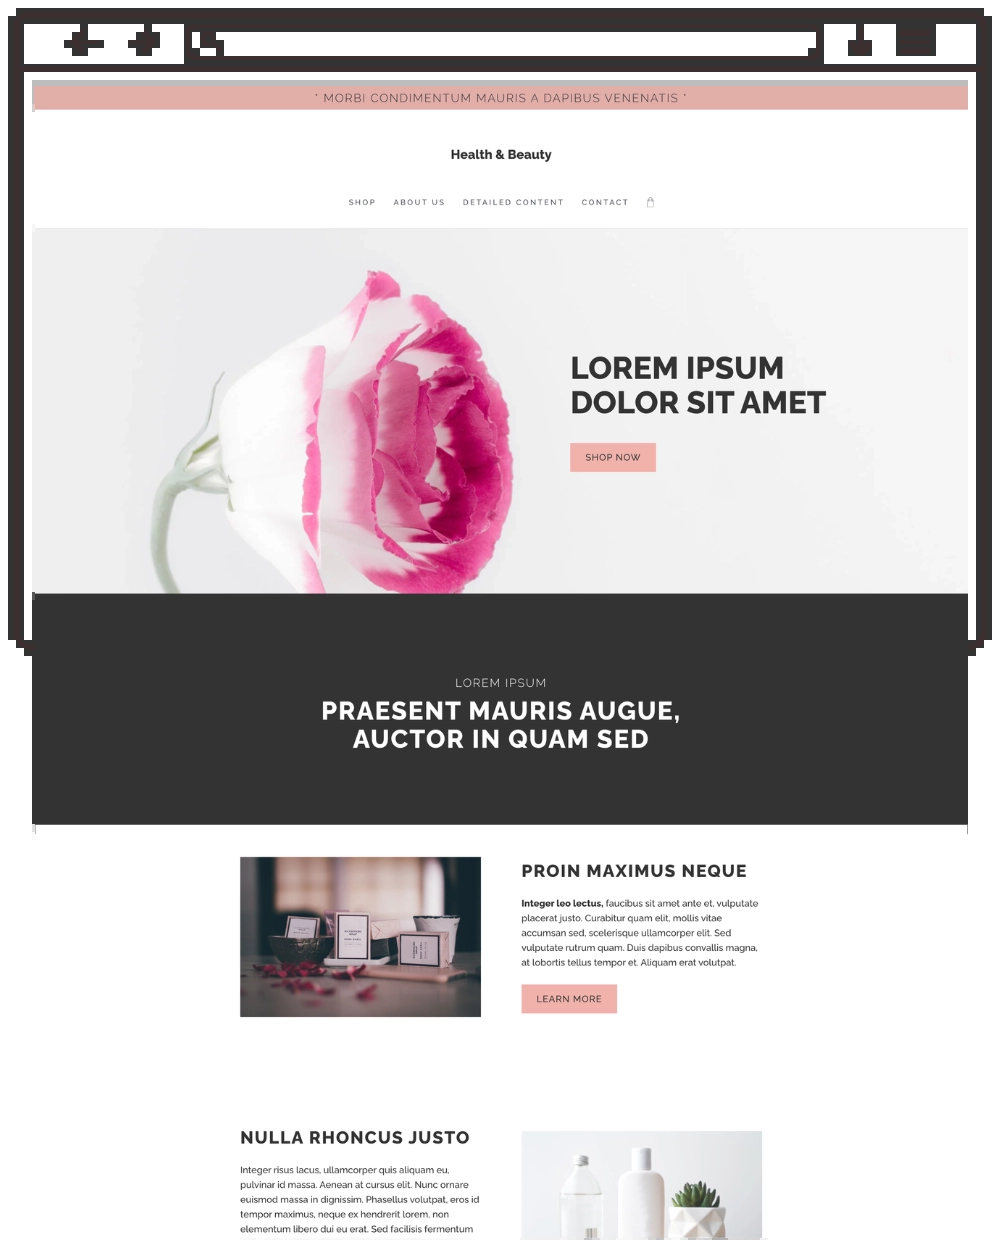 * MORBI CONDIMENTUM MAURIS A DAPIBUS VENENATIS *
Health & Beauty
SHOP ABOUT US DETAILED CONTENT CONTACT
LOREM IPSUM
DOLOR SIT AMET
SHOP NOW
LOREM IPSUM
PRAESENT MAURIS AUGUE,
AUCTOR IN QUAM SED
PROIN MAXIMUS NEQUE
Integer leo lectus, faucibus sit amet ante et, vulputate
placerat justo. Curabitur quam elit, mollis vitae
accumsan sed, scelerisque ullamcorper elit. Sed
vulputate rutrum quam. Duis dapibus convallis magna,
at lobortis tellus tempor et. Aliquam erat volutpat.
LEARN MORE
NULLA RHONCUS JUSTO
Integer risus lacus, ullamcorper quis aliquam eu,
pulvinar id massa. Aenean at cursus elit. Nunc ornare
euismod massa in dignissim. Phasellus volutpat, eros id
tempor maximus, neque ex hendrerit lorem, non
elementum libero dui eu erat. Sed facilisis fermentum